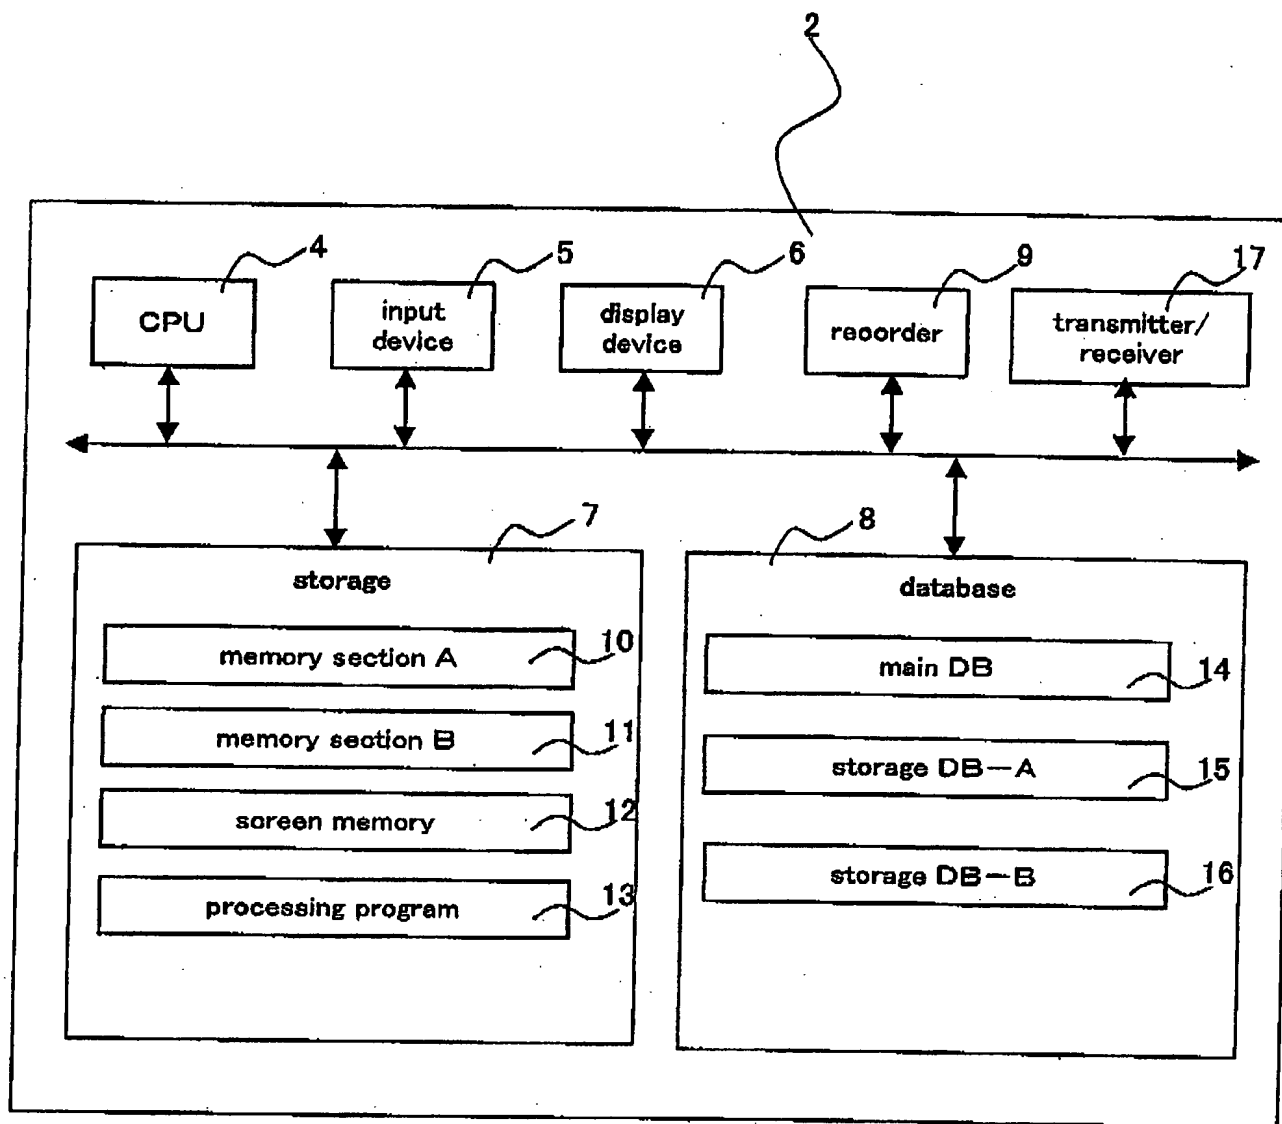 2
4
5
6
9
17
CPU
input
device
display
device
recorder
transmitter/
receiver
7
8
storage
database
memory section A
10
memory section B
11
screen memory
12
processing program
13
main DB
14
storage DB-A
15
storage DB-B
16